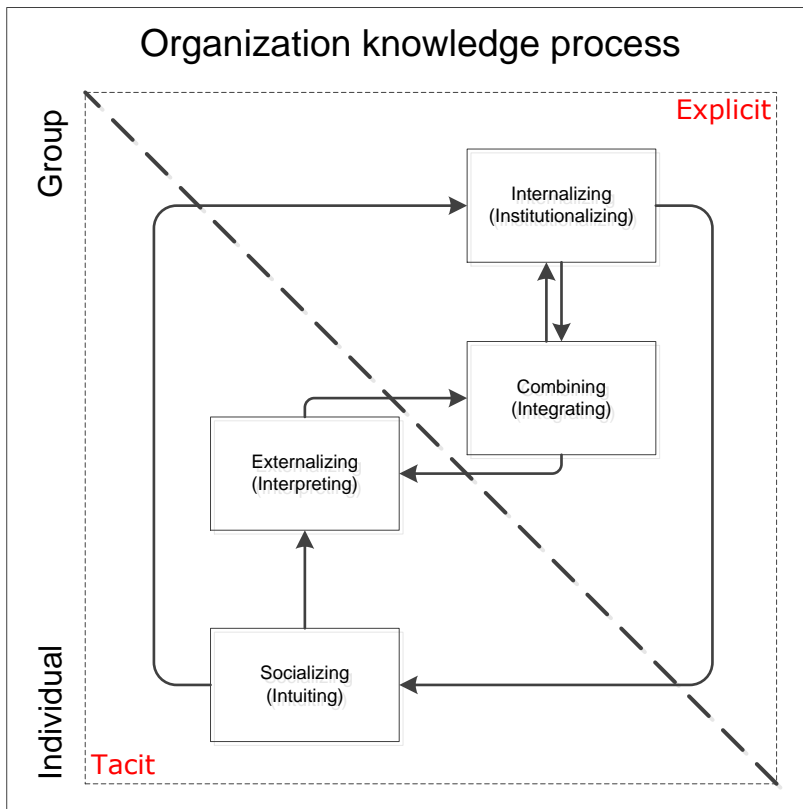 Organization knowledge process
Group
Explicit
Internalizing
(Institutionalizing)
Combining
(Integrating)
Externalizing
(Interpreting)
Socializing
(Intuiting)
Individual
Tacit